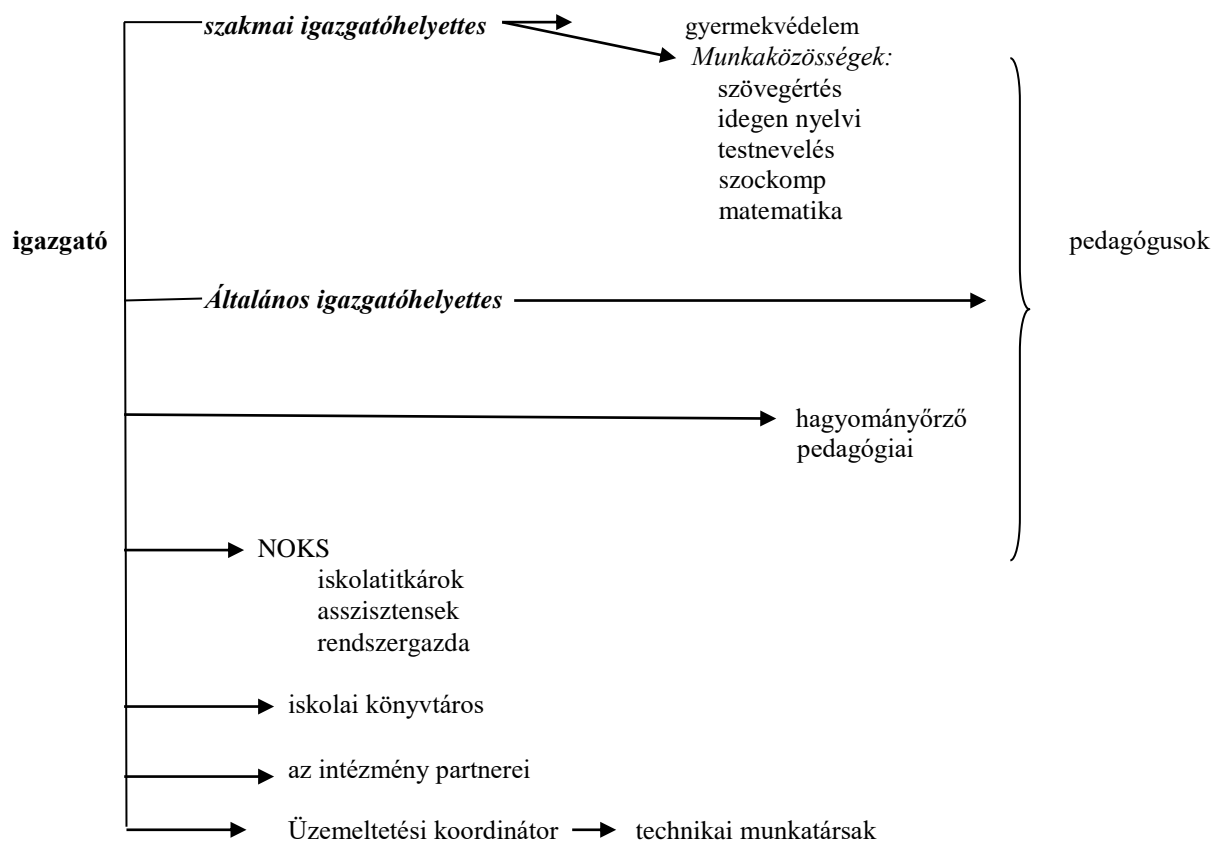 szakmai igazgatóhelyettes
gyermekvédelem
Munkaközösségek:
szövegértés
idegen nyelvi
testnevelés
szockomp
matematika
igazgató
pedagógusok
Általános igazgatóhelyettes
hagyományőrző
pedagógiai
NOKS
iskolatitkárok
asszisztensek
rendszergazda
iskolai könyvtáros
az intézmény partnerei
Üzemeltetési koordinátor
technikai munkatársak